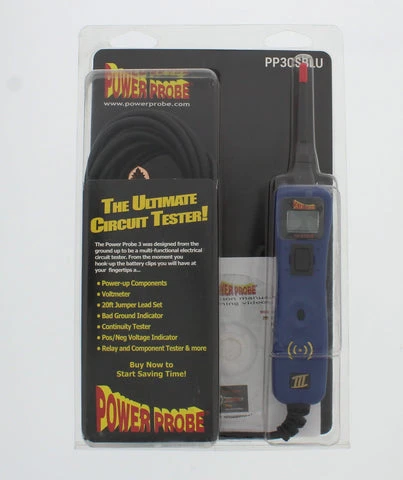 PP3CSBLU
POWER PROBE
www.powerprobe.com
THE ULTIMATE
CIRCUIT TESTER!
The Power Probe 3 was designed from the
ground up to be a multi-functional electrical
circuit tester. From the moment you
hook-up the battery clips you will have at
your fingertips a...
• Power-up Components
• Voltmeter
• 20ft Jumper Lead Set
• Bad Ground Indicator
• Continuity Tester
• Pos/Neg Voltage Indicator
• Relay and Component Tester & more
Buy Now to
Start Saving Time!
POWER PROBE
POWER PROBE
III